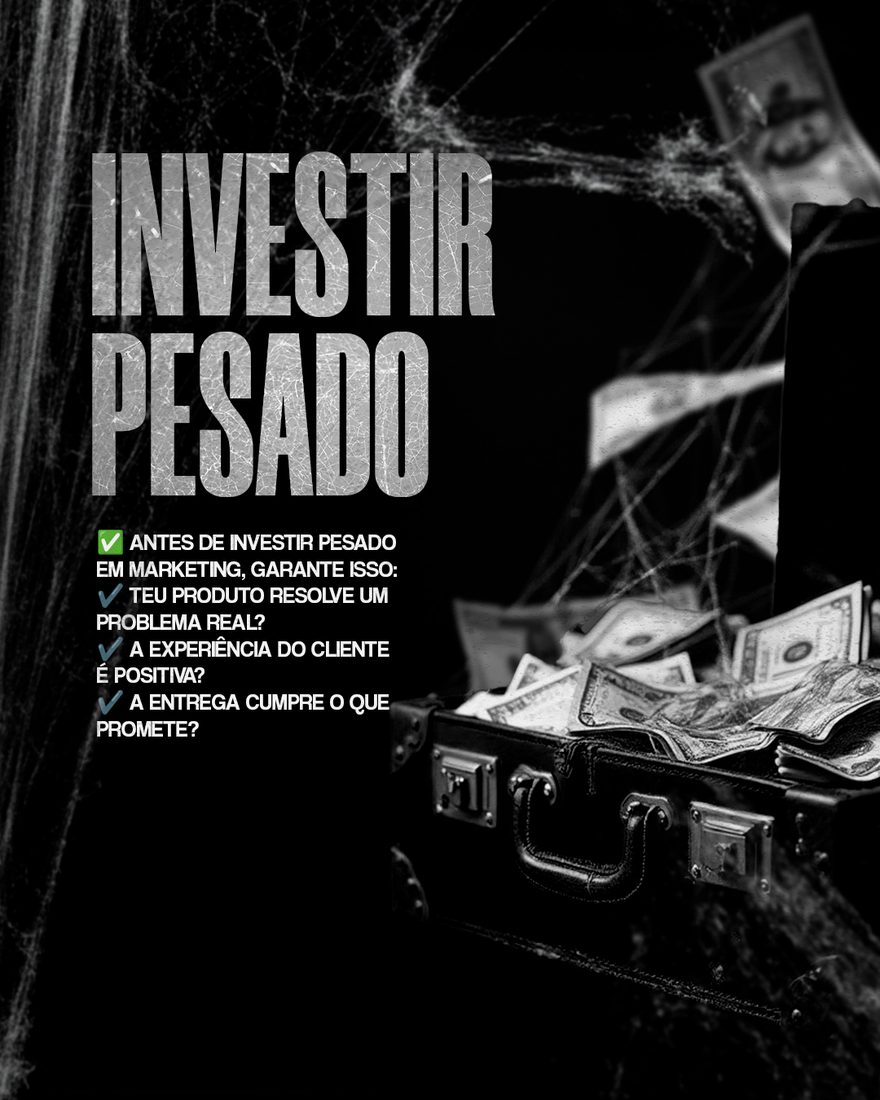 INVESTIR
PESADO
✅ ANTES DE INVESTIR PESADO
EM MARKETING, GARANTE ISSO:
✔️ TEU PRODUTO RESOLVE UM
PROBLEMA REAL?
✔️ A EXPERIÊNCIA DO CLIENTE
É POSITIVA?
✔️ A ENTREGA CUMPRE O QUE
PROMETE?